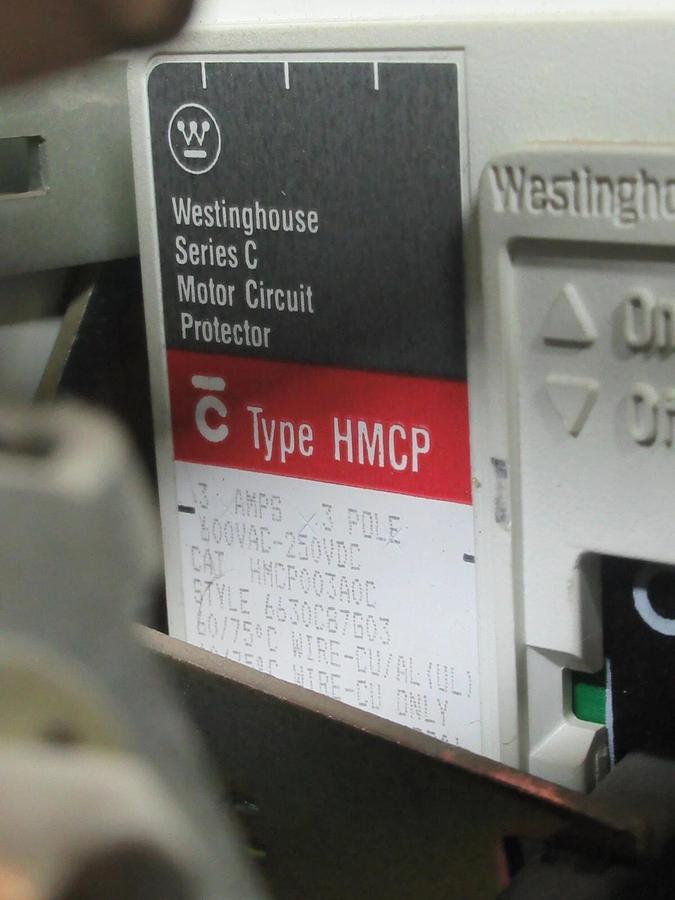 Westinghouse
Series C
Motor Circuit
Protector
C Type HMCP
3 AMPS 3 POLE
600VAC-250VDC
CAT HMCP003A0C
STYLE 6630C87G03
60/75°C WIRE-CU/AL(UL)
WIRE-CU ONLY
Westingho
On
Of